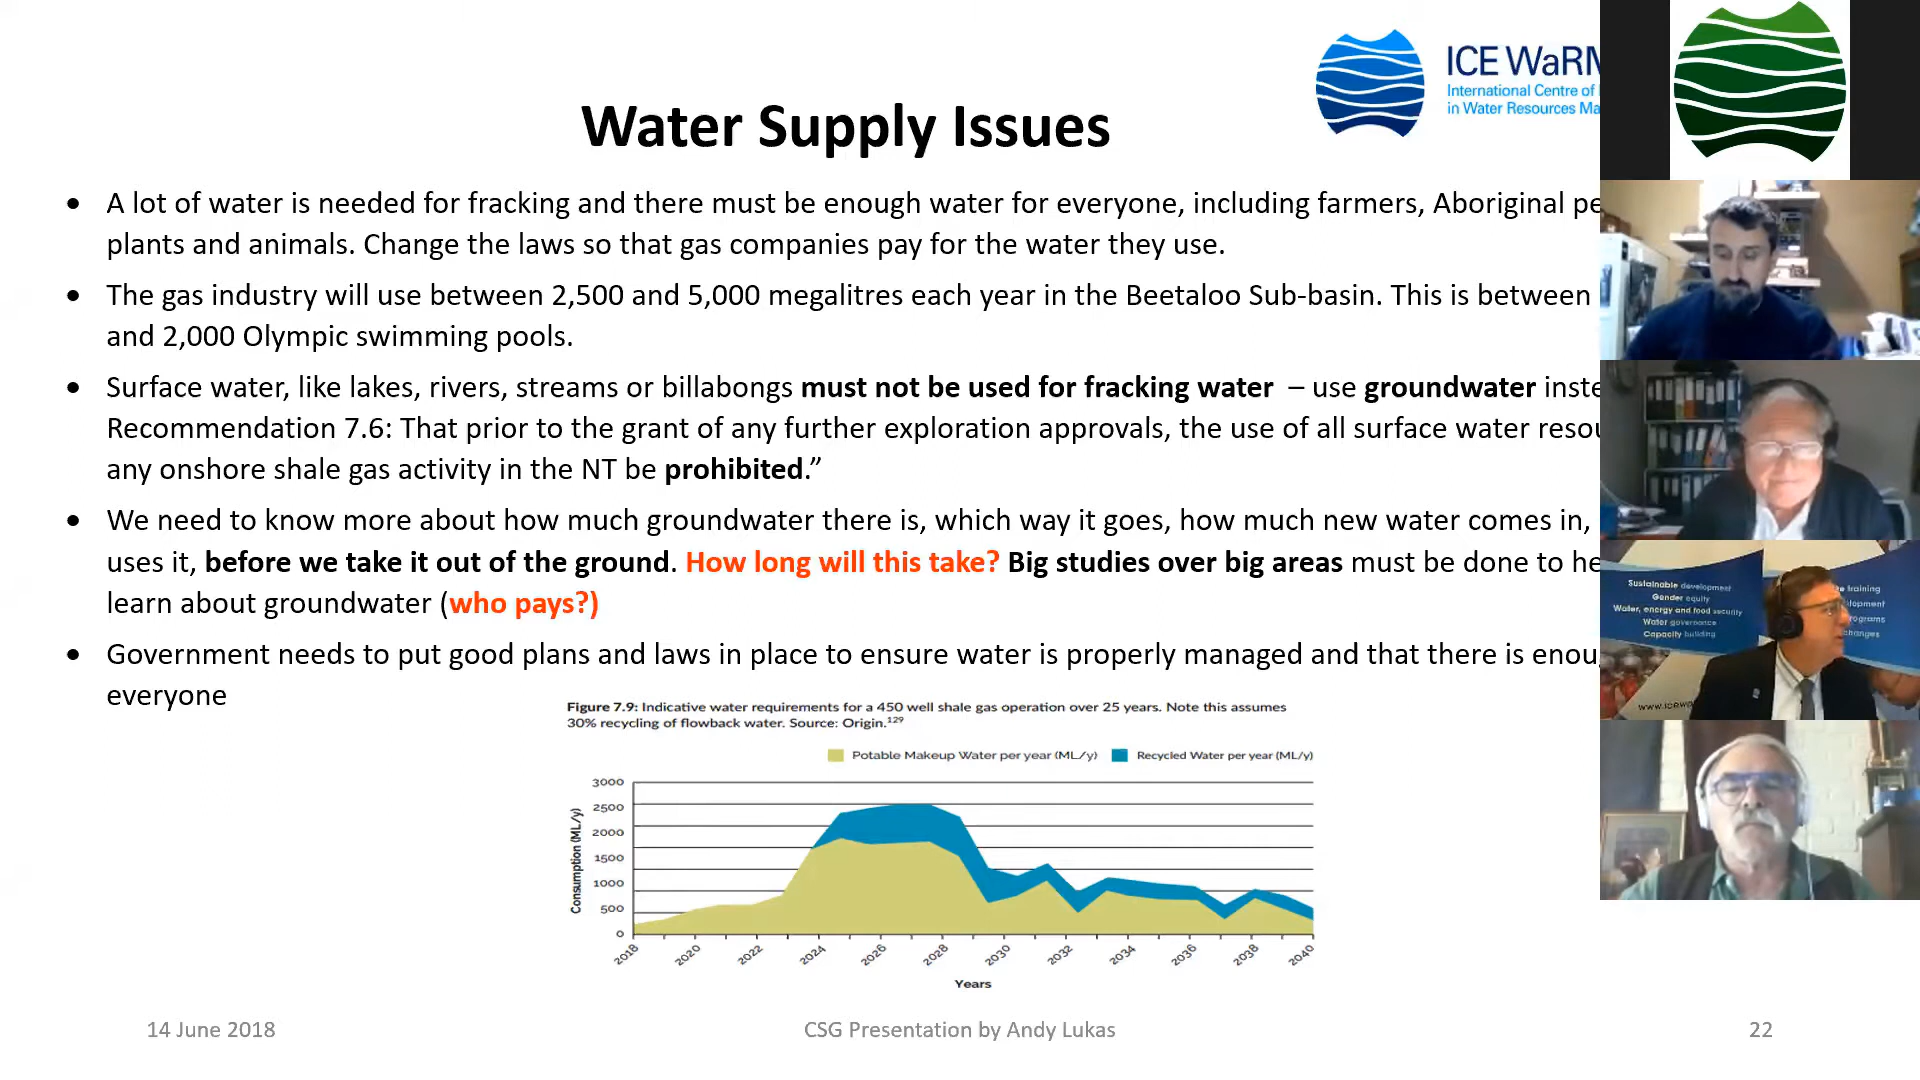 ICE WaRM
International Centre of
in Water Resources Ma
Water Supply Issues
• A lot of water is needed for fracking and there must be enough water for everyone, including farmers, Aboriginal pe
plants and animals. Change the laws so that gas companies pay for the water they use.
• The gas industry will use between 2,500 and 5,000 megalitres each year in the Beetaloo Sub-basin. This is between
and 2,000 Olympic swimming pools.
• Surface water, like lakes, rivers, streams or billabongs must not be used for fracking water – use groundwater inste
Recommendation 7.6: That prior to the grant of any further exploration approvals, the use of all surface water resou
any onshore shale gas activity in the NT be prohibited.”
• We need to know more about how much groundwater there is, which way it goes, how much new water comes in,
uses it, before we take it out of the ground. How long will this take? Big studies over big areas must be done to he
learn about groundwater (who pays?)
• Government needs to put good plans and laws in place to ensure water is properly managed and that there is enou
everyone
Figure 7.9: Indicative water requirements for a 450 well shale gas operation over 25 years. Note this assumes
30% recycling of flowback water. Source: Origin.129
Potable Makeup Water per year (ML/y) Recycled Water per year (ML/y)
Consumption (ML/y)
3000
2500
2000
1500
1000
500
0
2018 2020 2022 2024 2026 2028 2030 2032 2034 2036 2038 2040
Years
14 June 2018 CSG Presentation by Andy Lukas 22
Sustainable development
Gender equity
Water, energy and food security
Water governance
Capacity building
training
lopment
rograms
changes
www.icewa